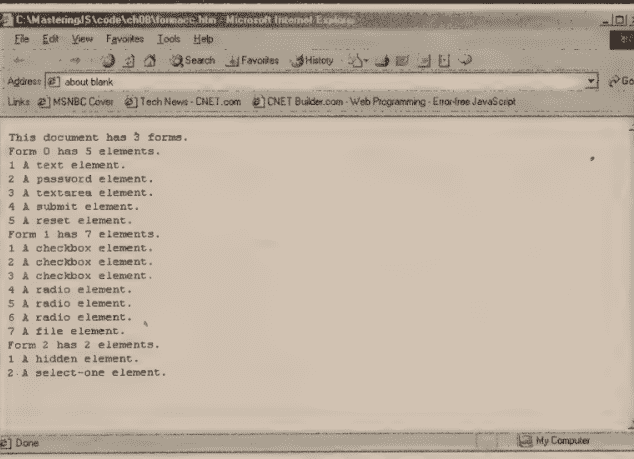 C:\MasteringJS\code\ch08\formacc.htm - Microsoft Internet Explorer
File Edit View Favorites Tools Help
Search Favorites History
Address about:blank Go
Links MSNBC Cover Tech News - CNET.com CNET Builder.com - Web Programming - Error-free JavaScript
This document has 3 forms.
Form 0 has 5 elements.
1 A text element.
2 A password element.
3 A textarea element.
4 A submit element.
5 A reset element.
Form 1 has 7 elements.
1 A checkbox element.
2 A checkbox element.
3 A checkbox element.
4 A radio element.
5 A radio element.
6 A radio element.
7 A file element.
Form 2 has 2 elements.
1 A hidden element.
2 A select-one element.
Done My Computer